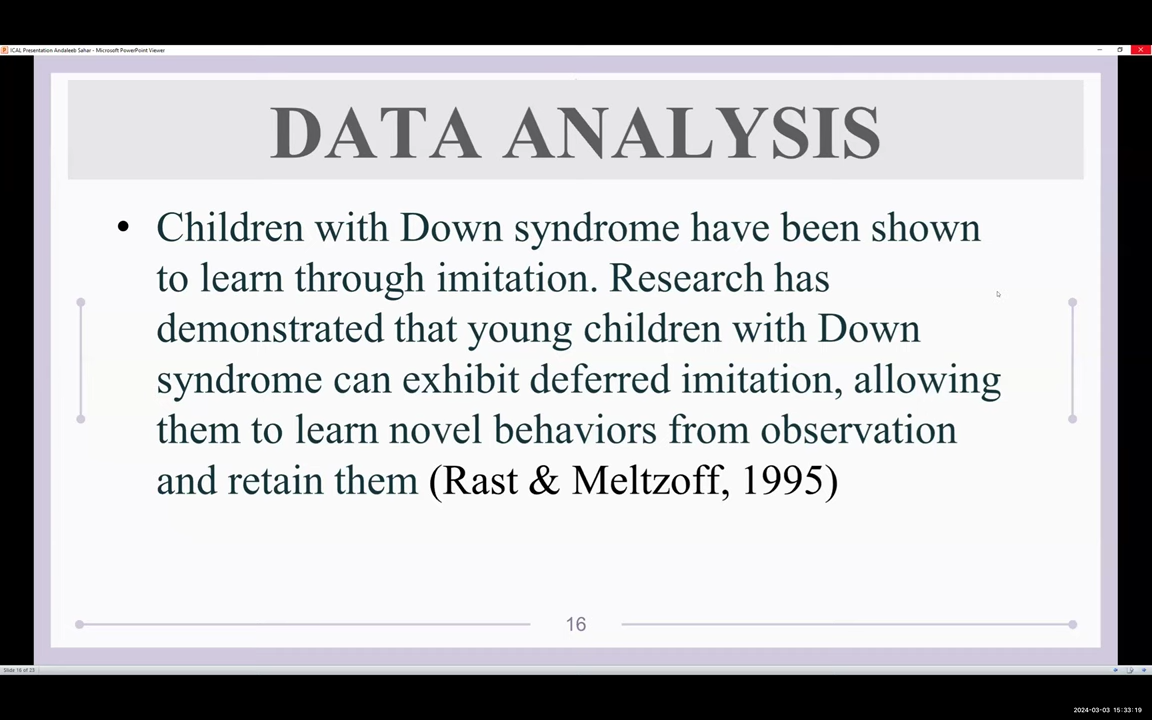 ICAL Presentation Andaleeb Sahar - Microsoft PowerPoint Viewer
DATA ANALYSIS
• Children with Down syndrome have been shown
to learn through imitation. Research has
demonstrated that young children with Down
syndrome can exhibit deferred imitation, allowing
them to learn novel behaviors from observation
and retain them (Rast & Meltzoff, 1995)
16
Slide 16 of 23
2024-03-03 15:33:19